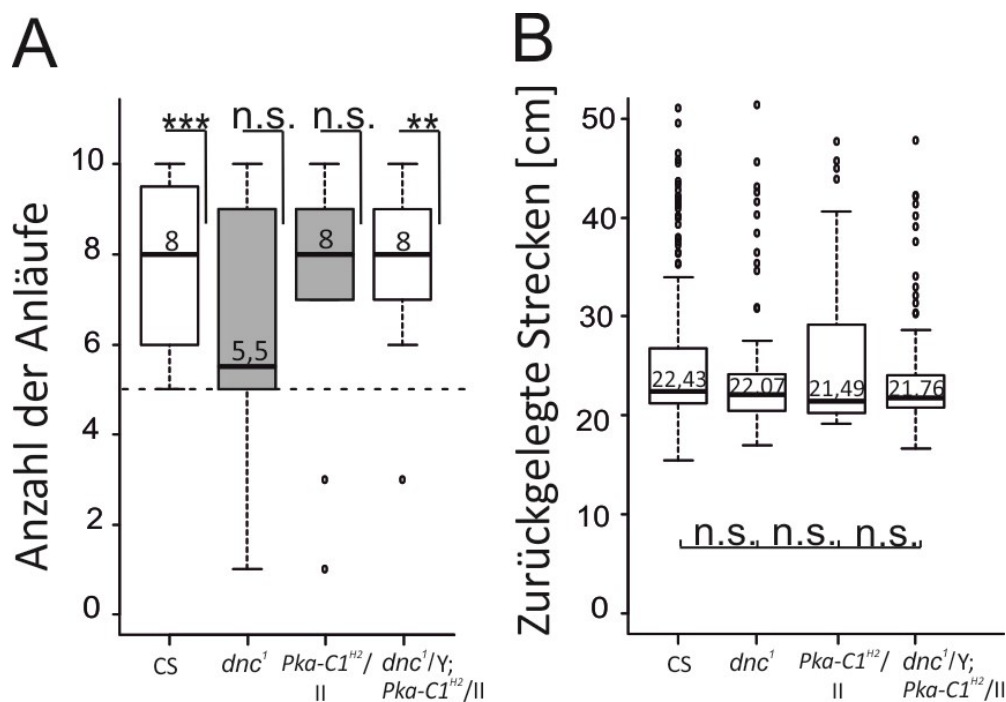 A
Anzahl der Anläufe
*** n.s. n.s. **
10
8
6
4
2
0
8
5,5
8
8
CS
dnc¹
Pka-C1ᴴ²/
II
dnc¹/Y;
Pka-C1ᴴ²/II
B
Zurückgelegte Strecken [cm]
50
40
30
20
10
0
22,43
22,07
21,49
21,76
n.s. n.s. n.s.
CS
dnc¹
Pka-C1ᴴ²/
II
dnc¹/Y;
Pka-C1ᴴ²/II